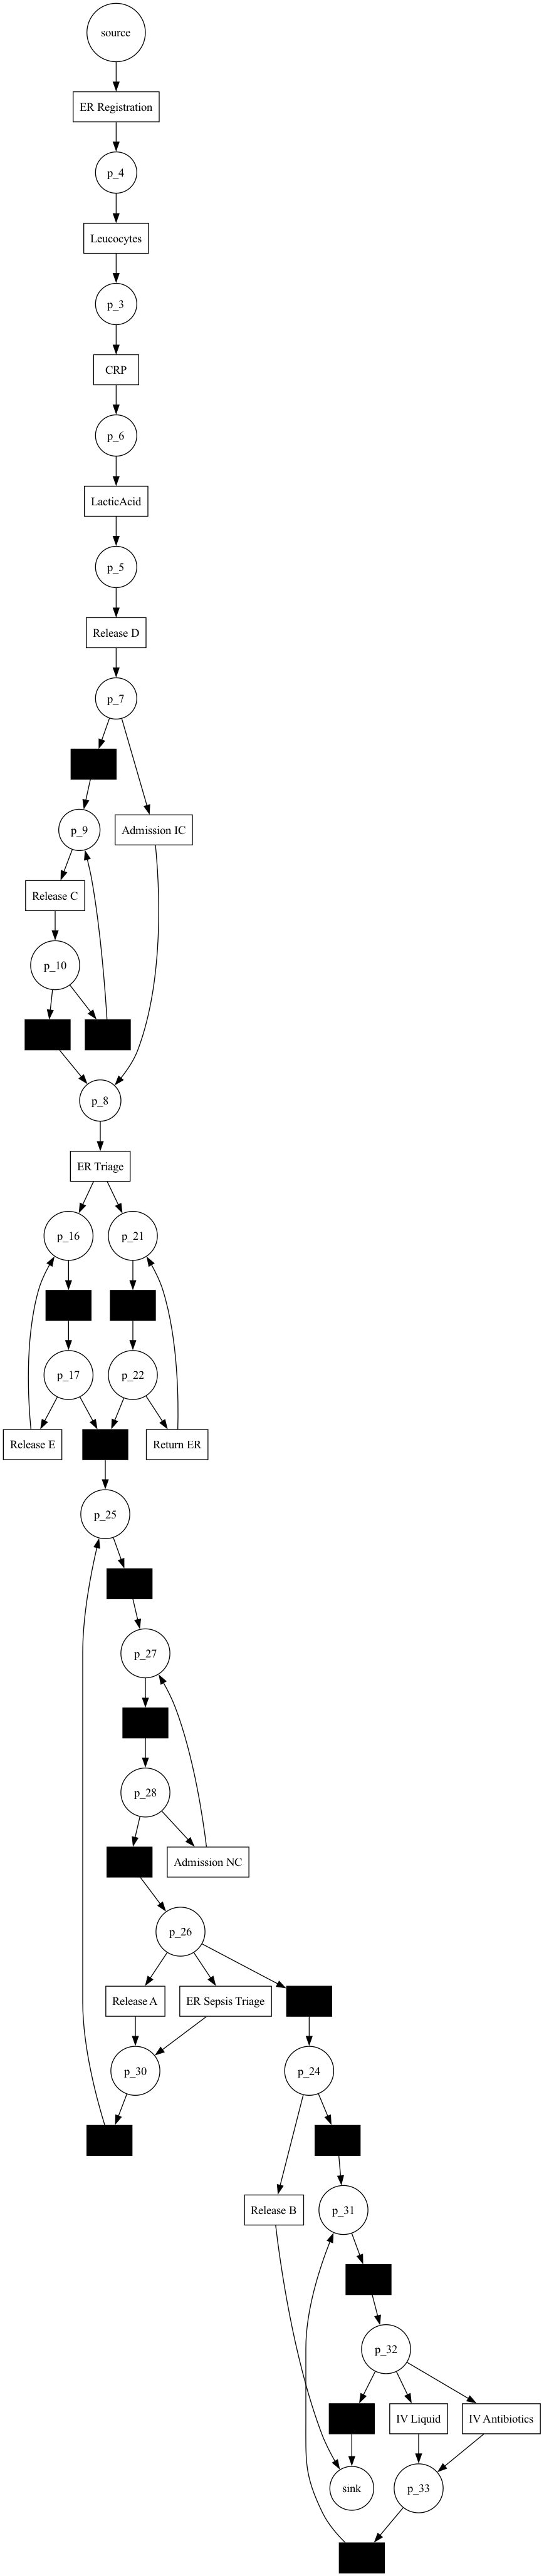 source
ER Registration
p_4
Leucocytes
p_3
CRP
p_6
LacticAcid
p_5
Release D
p_7
p_9
Admission IC
Release C
p_10
p_8
ER Triage
p_16
p_21
p_17
p_22
Release E
Return ER
p_25
p_27
p_28
Admission NC
p_26
Release A
ER Sepsis Triage
p_30
p_24
Release B
p_31
p_32
IV Liquid
IV Antibiotics
sink
p_33